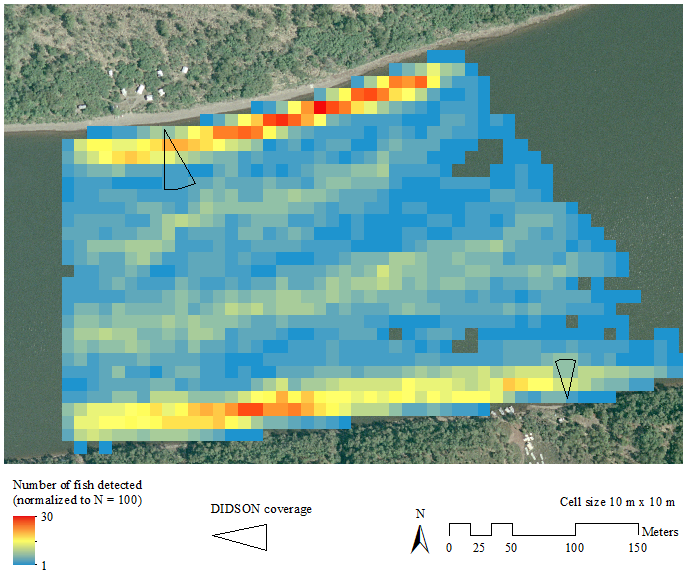 Number of fish detected
(normalized to N = 100)
30
1
DIDSON coverage
N
Cell size 10 m x 10 m
0 25 50 100 150 Meters